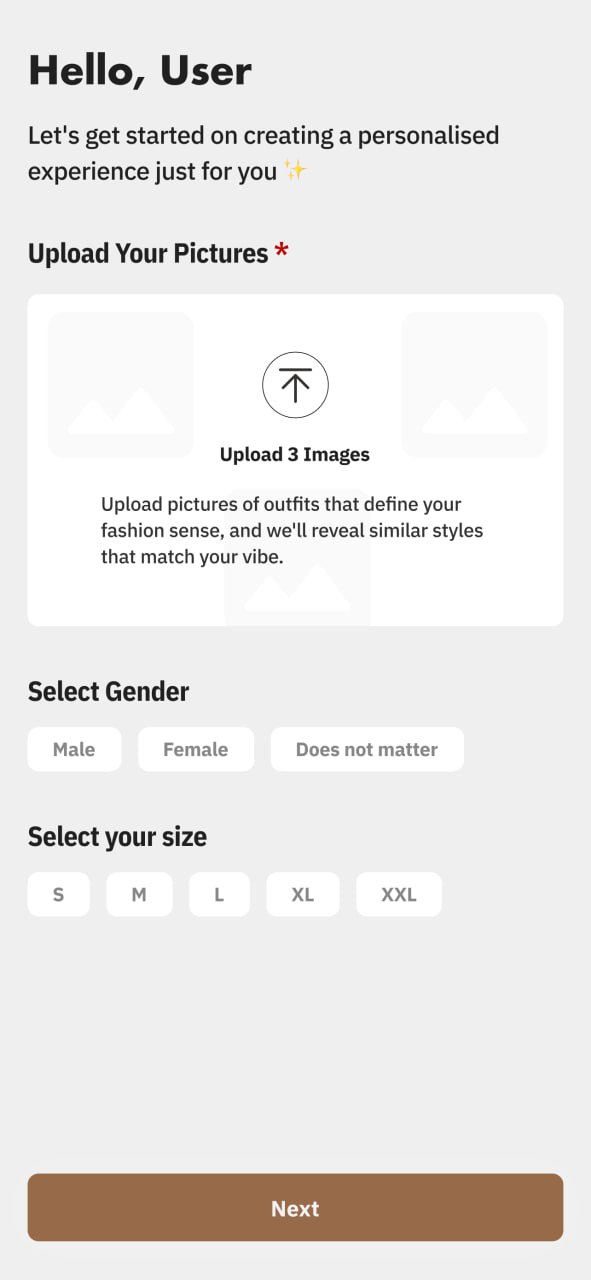 Hello, User
Let's get started on creating a personalised
experience just for you ✨
Upload Your Pictures *
Upload 3 Images
Upload pictures of outfits that define your
fashion sense, and we'll reveal similar styles
that match your vibe.
Select Gender
Male Female Does not matter
Select your size
S M L XL XXL
Next